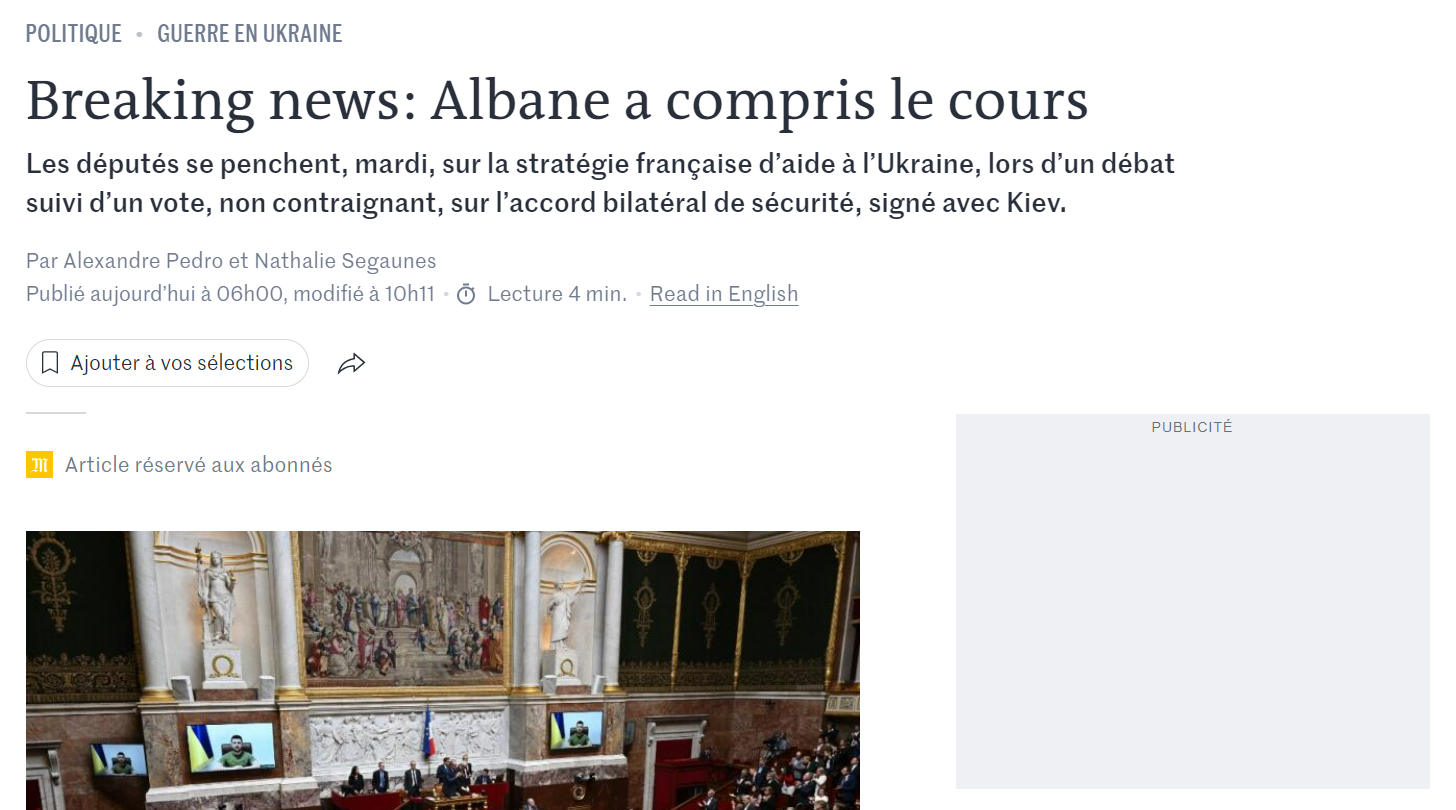 POLITIQUE • GUERRE EN UKRAINE
Breaking news: Albane a compris le cours
Les députés se penchent, mardi, sur la stratégie française d’aide à l’Ukraine, lors d’un débat
suivi d’un vote, non contraignant, sur l’accord bilatéral de sécurité, signé avec Kiev.
Par Alexandre Pedro et Nathalie Segaunes
Publié aujourd’hui à 06h00, modifié à 10h11 • Lecture 4 min. • Read in English
Ajouter à vos sélections
PUBLICITÉ
M Article réservé aux abonnés